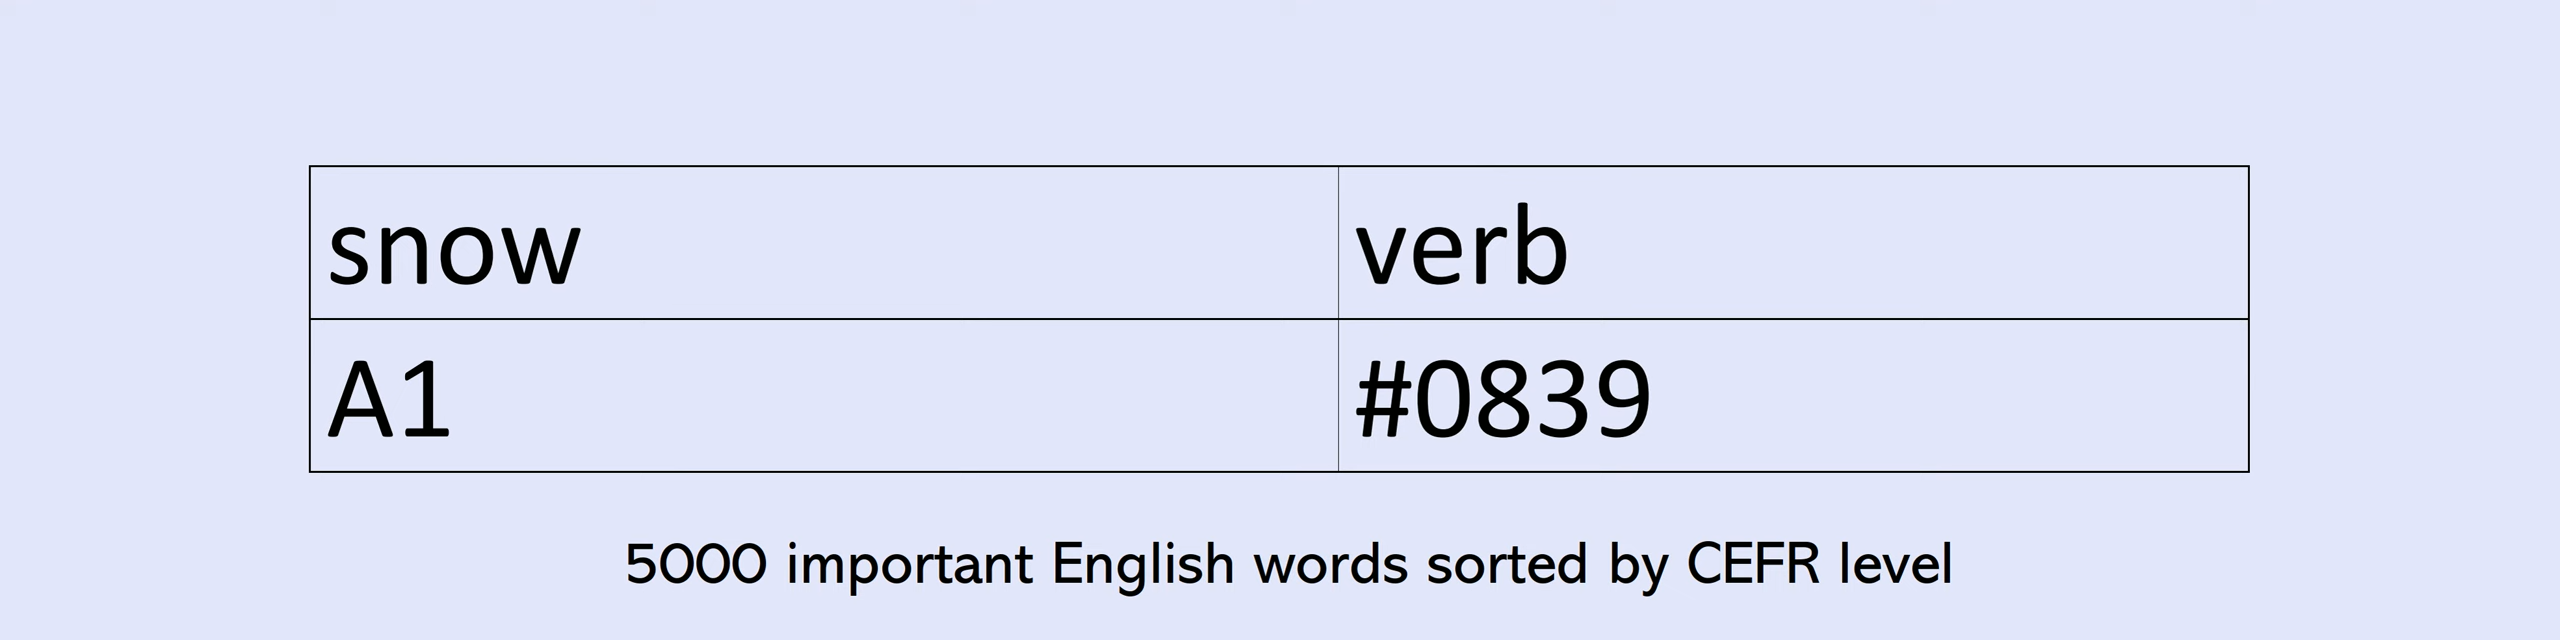 snow verb
A1 #0839
5000 important English words sorted by CEFR level